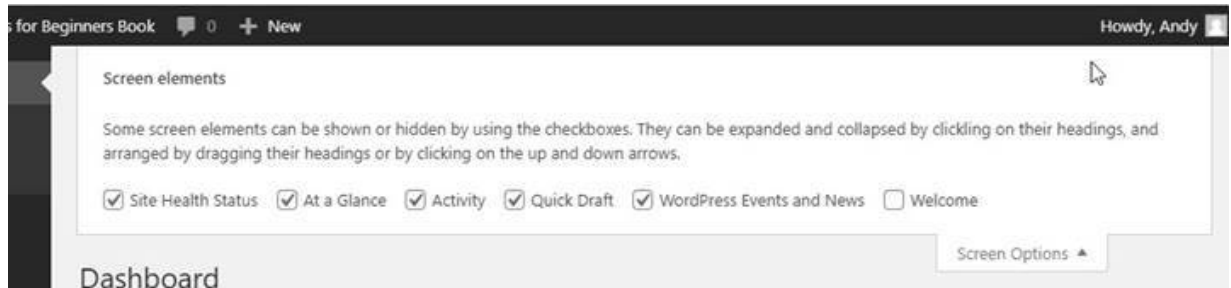 s for Beginners Book 0 + New Howdy, Andy
Screen elements
Some screen elements can be shown or hidden by using the checkboxes. They can be expanded and collapsed by clickling on their headings, and
arranged by dragging their headings or by clicking on the up and down arrows.
Site Health Status At a Glance Activity Quick Draft WordPress Events and News Welcome
Screen Options ▲
Dashboard